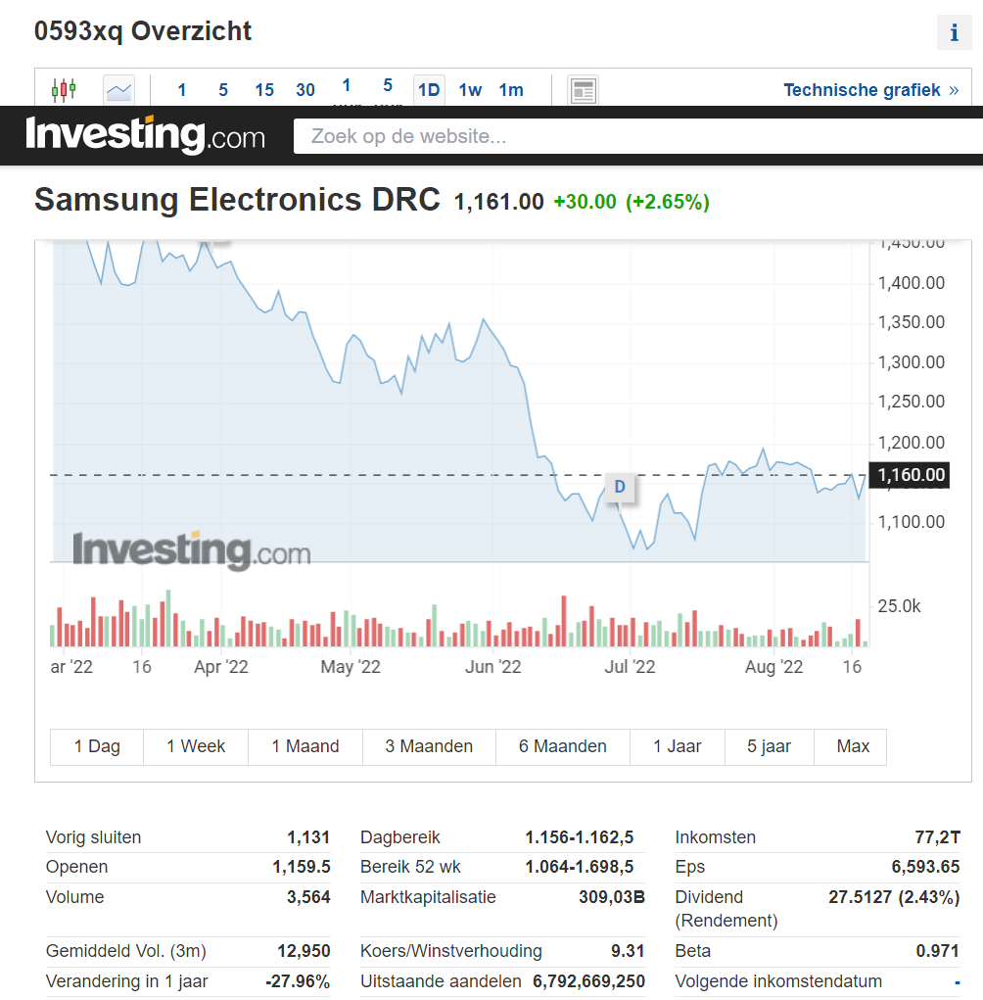 0593xq Overzicht
i
1 5 15 30 1 5 1D 1w 1m Technische grafiek »
Investing.com Zoek op de website...
Samsung Electronics DRC 1,161.00 +30.00 (+2.65%)
1,450.00
1,400.00
1,350.00
1,300.00
1,250.00
1,200.00
1,160.00
D
1,100.00
Investing.com
25.0k
ar '22 16 Apr '22 May '22 Jun '22 Jul '22 Aug '22 16
1 Dag 1 Week 1 Maand 3 Maanden 6 Maanden 1 Jaar 5 jaar Max
Vorig sluiten 1,131 Dagbereik 1.156-1.162,5 Inkomsten 77,2T
Openen 1,159.5 Bereik 52 wk 1.064-1.698,5 Eps 6,593.65
Volume 3,564 Marktkapitalisatie 309,03B Dividend 27.5127 (2.43%)
(Rendement)
Gemiddeld Vol. (3m) 12,950 Koers/Winstverhouding 9.31 Beta 0.971
Verandering in 1 jaar -27.96% Uitstaande aandelen 6,792,669,250 Volgende inkomstendatum -